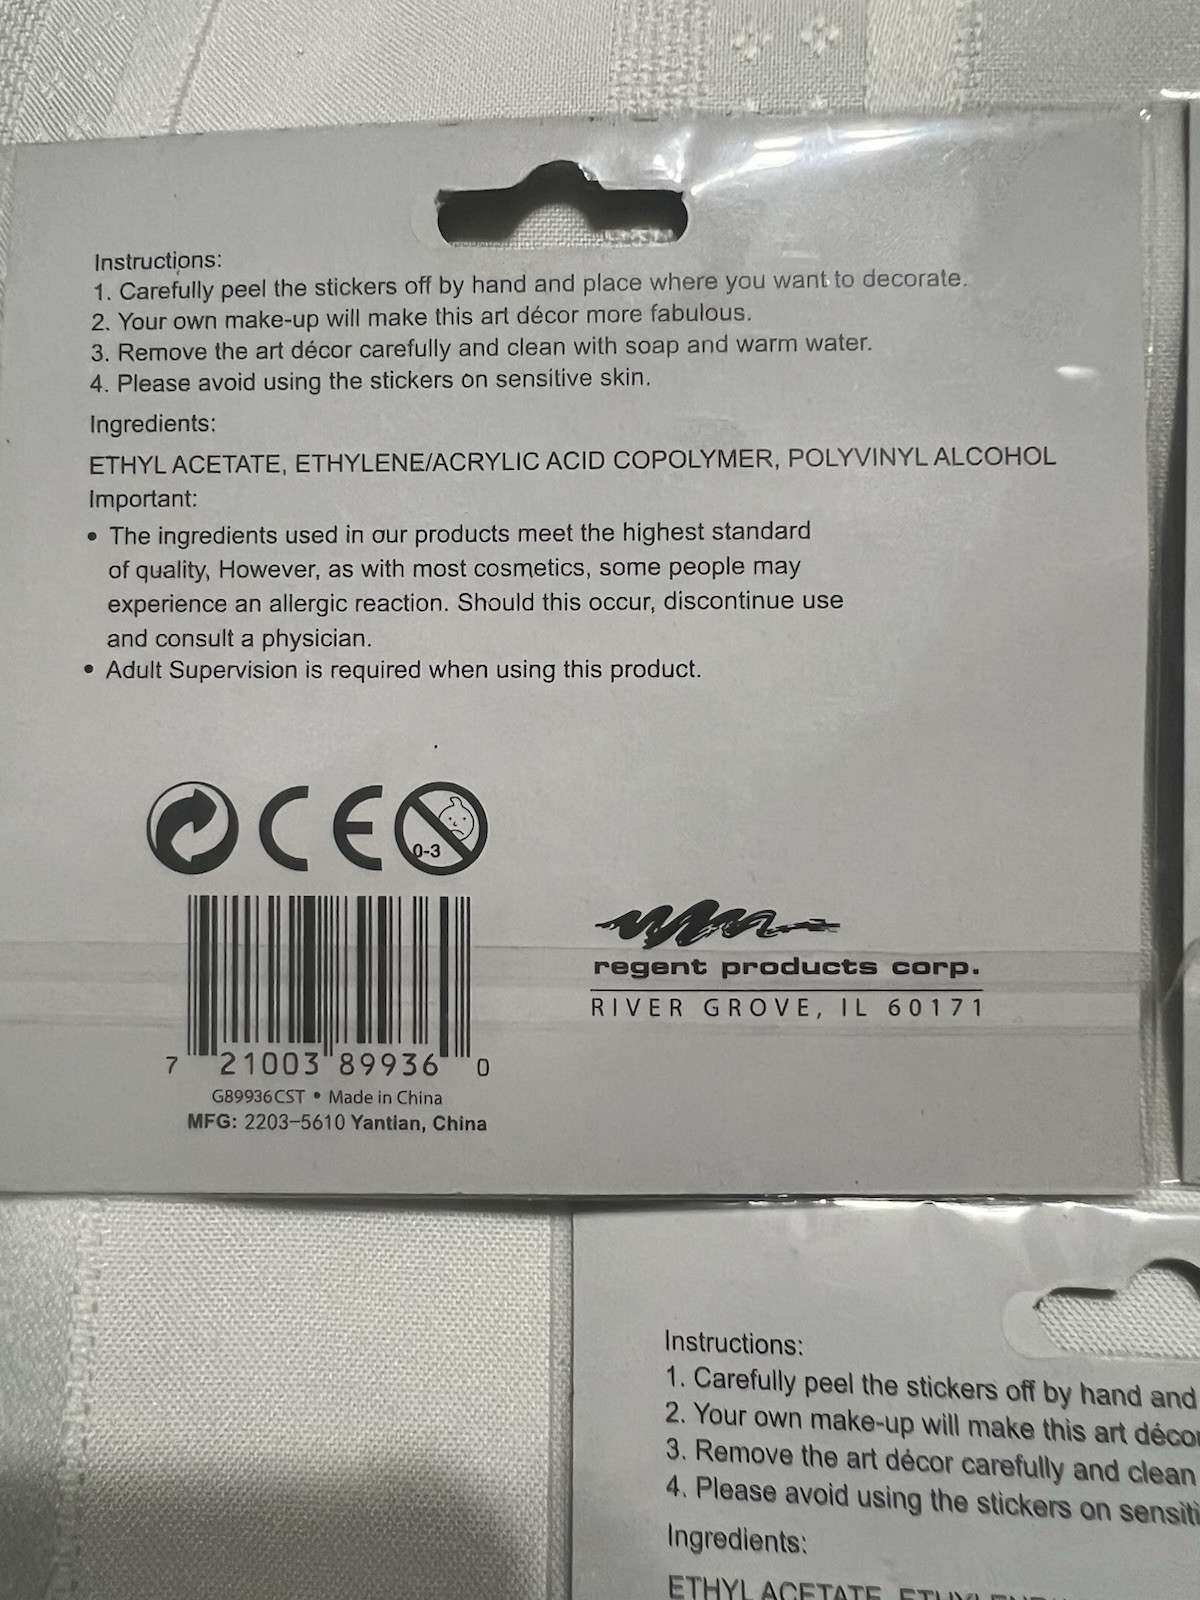 Instructions:
1. Carefully peel the stickers off by hand and place where you want to decorate.
2. Your own make-up will make this art décor more fabulous.
3. Remove the art décor carefully and clean with soap and warm water.
4. Please avoid using the stickers on sensitive skin.
Ingredients:
ETHYL ACETATE, ETHYLENE/ACRYLIC ACID COPOLYMER, POLYVINYL ALCOHOL
Important:
• The ingredients used in our products meet the highest standard
of quality, However, as with most cosmetics, some people may
experience an allergic reaction. Should this occur, discontinue use
and consult a physician.
• Adult Supervision is required when using this product.
CE
0-3
regent products corp.
RIVER GROVE, IL 60171
7 21003 89936 0
G89936CST • Made in China
MFG: 2203-5610 Yantian, China
Instructions:
1. Carefully peel the stickers off by hand and
2. Your own make-up will make this art décor
3. Remove the art décor carefully and clean
4. Please avoid using the stickers on sensiti
Ingredients:
ETHYL ACETATE,